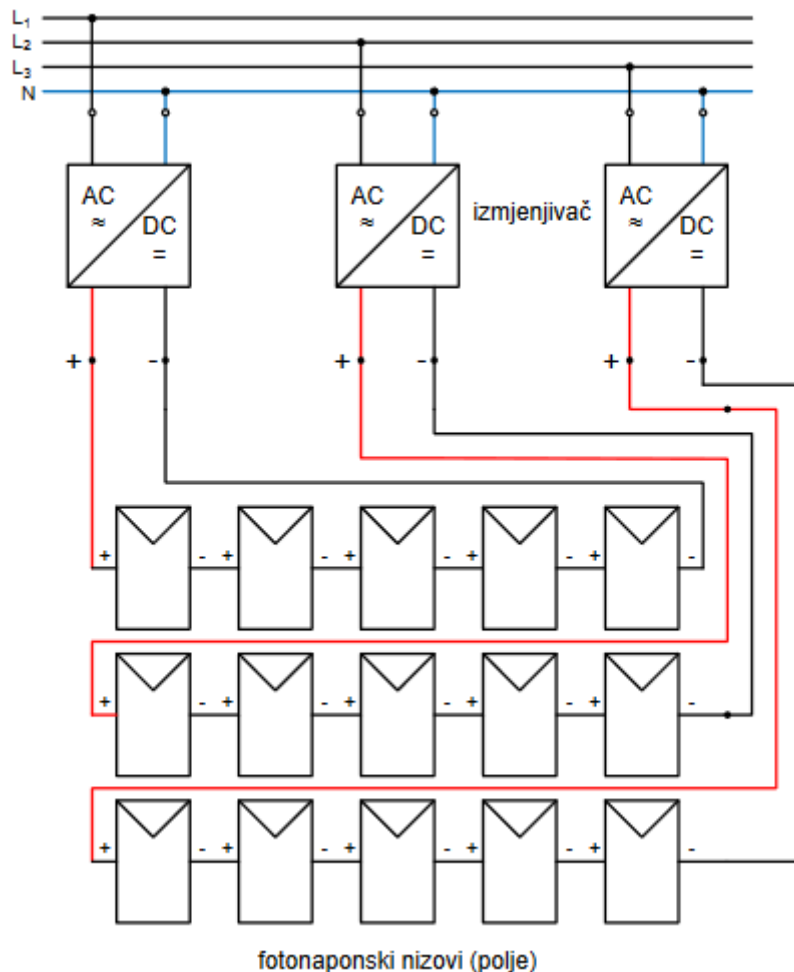 L₁
L₂
L₃
N
AC
≈
DC
=
AC
≈
DC
=
izmjenjivač
AC
≈
DC
=
+ - + - + -
+ - + - + - + - + -
+ - + - + - + - + -
+ - + - + - + - + -
fotonaponski nizovi (polje)